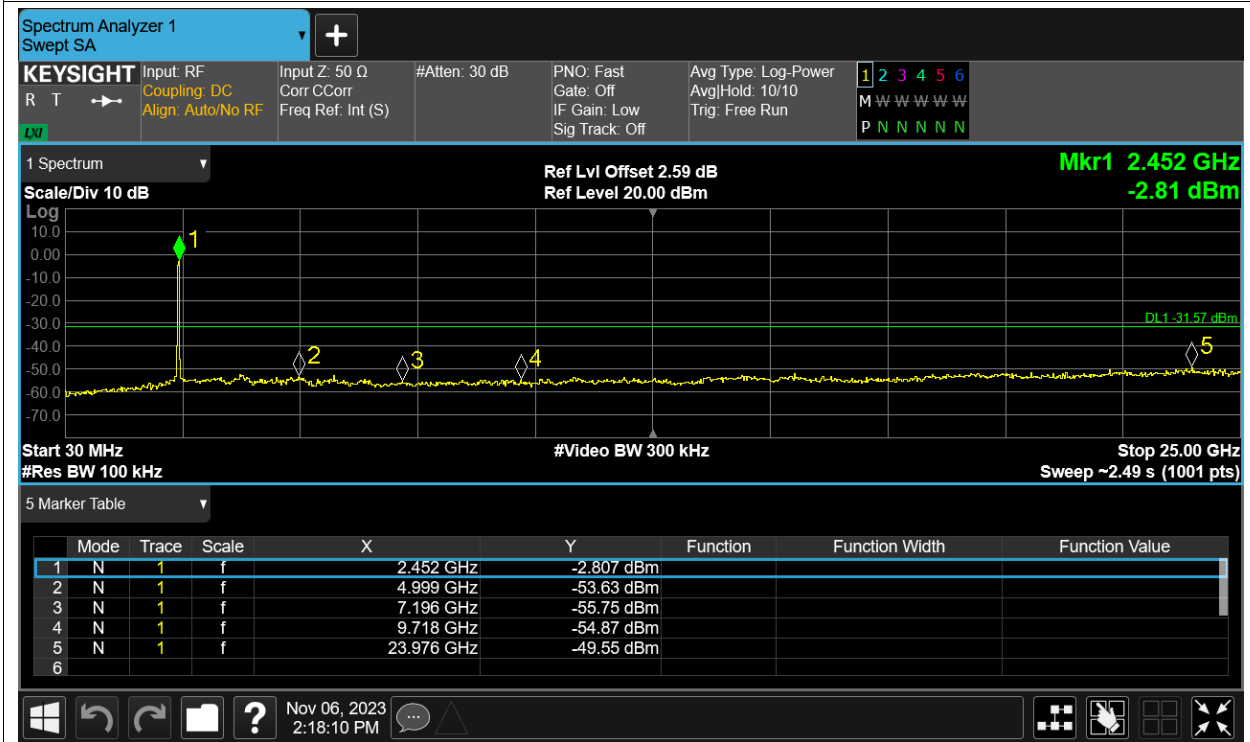 Spectrum Analyzer 1
Swept SA
+
KEYSIGHT
R T
LXI
Input: RF
Coupling: DC
Align: Auto/No RF
Input Z: 50 Ω
Corr CCorr
Freq Ref: Int (S)
#Atten: 30 dB
PNO: Fast
Gate: Off
IF Gain: Low
Sig Track: Off
Avg Type: Log-Power
Avg|Hold: 10/10
Trig: Free Run
1 2 3 4 5 6
M W W W W W
P N N N N N
1 Spectrum
Scale/Div 10 dB
Ref Lvl Offset 2.59 dB
Ref Level 20.00 dBm
Mkr1 2.452 GHz
-2.81 dBm
Log
10.0
0.00
-10.0
-20.0
-30.0
-40.0
-50.0
-60.0
-70.0
1
2
3
4
5
DL1 -31.57 dBm
Start 30 MHz
#Res BW 100 kHz
#Video BW 300 kHz
Stop 25.00 GHz
Sweep ~2.49 s (1001 pts)
5 Marker Table
Mode Trace Scale X Y Function Function Width Function Value
1 N 1 f 2.452 GHz -2.807 dBm
2 N 1 f 4.999 GHz -53.63 dBm
3 N 1 f 7.196 GHz -55.75 dBm
4 N 1 f 9.718 GHz -54.87 dBm
5 N 1 f 23.976 GHz -49.55 dBm
6
?
Nov 06, 2023
2:18:10 PM